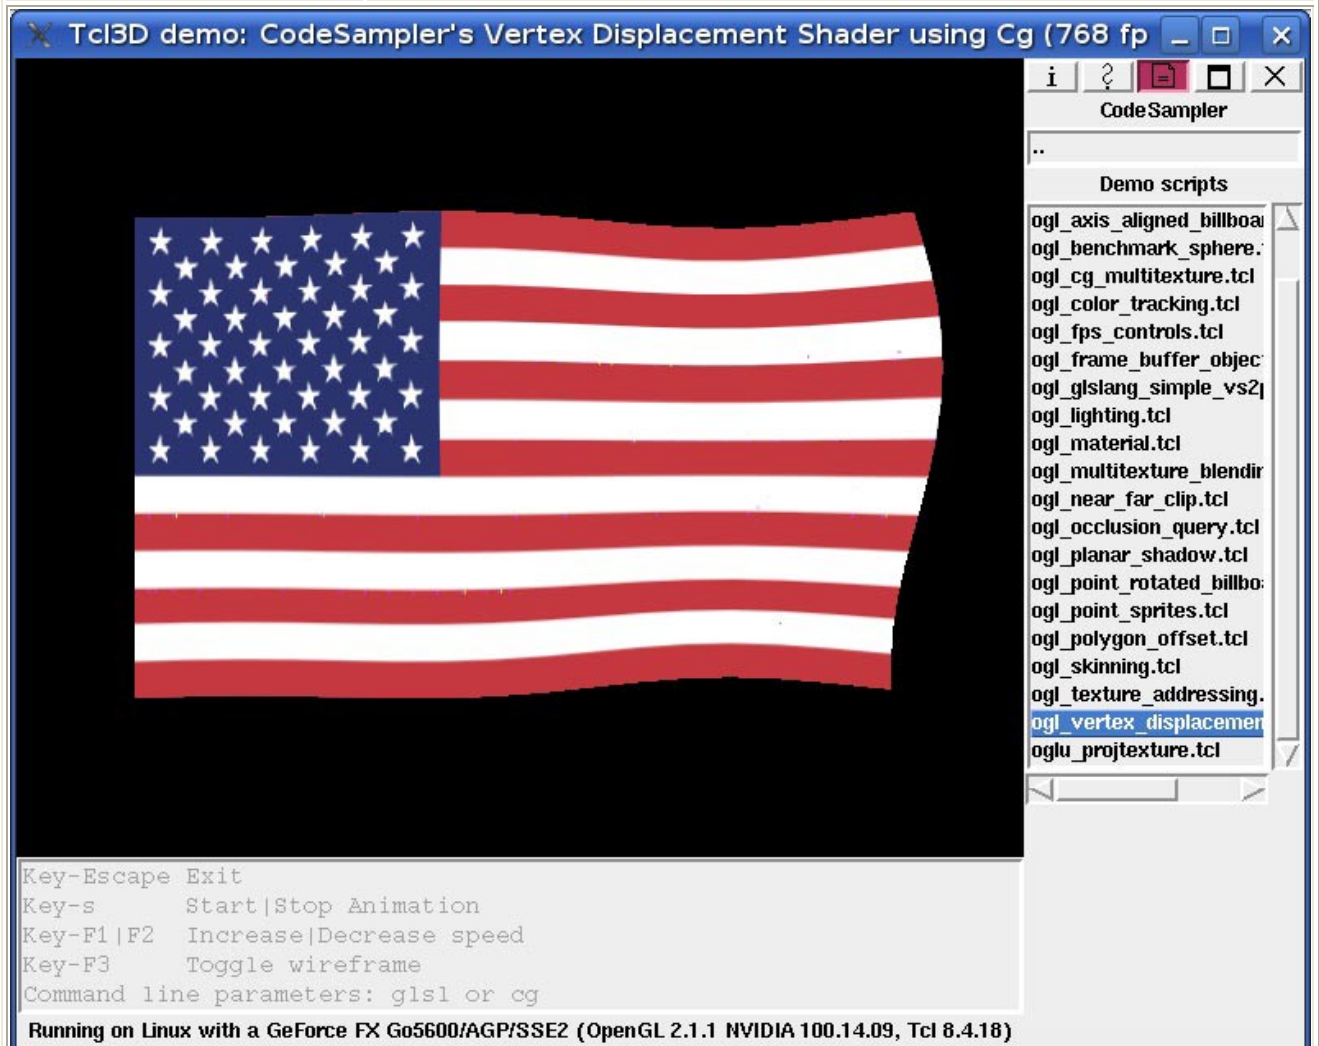 Tcl3D demo: CodeSampler's Vertex Displacement Shader using Cg (768 fp
i ?
CodeSampler
..
Demo scripts
ogl_axis_aligned_billboa
ogl_benchmark_sphere.
ogl_cg_multitexture.tcl
ogl_color_tracking.tcl
ogl_fps_controls.tcl
ogl_frame_buffer_objec
ogl_glslang_simple_vs2p
ogl_lighting.tcl
ogl_material.tcl
ogl_multitexture_blendin
ogl_near_far_clip.tcl
ogl_occlusion_query.tcl
ogl_planar_shadow.tcl
ogl_point_rotated_billbo
ogl_point_sprites.tcl
ogl_polygon_offset.tcl
ogl_skinning.tcl
ogl_texture_addressing.
ogl_vertex_displacemen
oglu_projtexture.tcl
Key-Escape Exit
Key-s Start|Stop Animation
Key-F1|F2 Increase|Decrease speed
Key-F3 Toggle wireframe
Command line parameters: glsl or cg
Running on Linux with a GeForce FX Go5600/AGP/SSE2 (OpenGL 2.1.1 NVIDIA 100.14.09, Tcl 8.4.18)